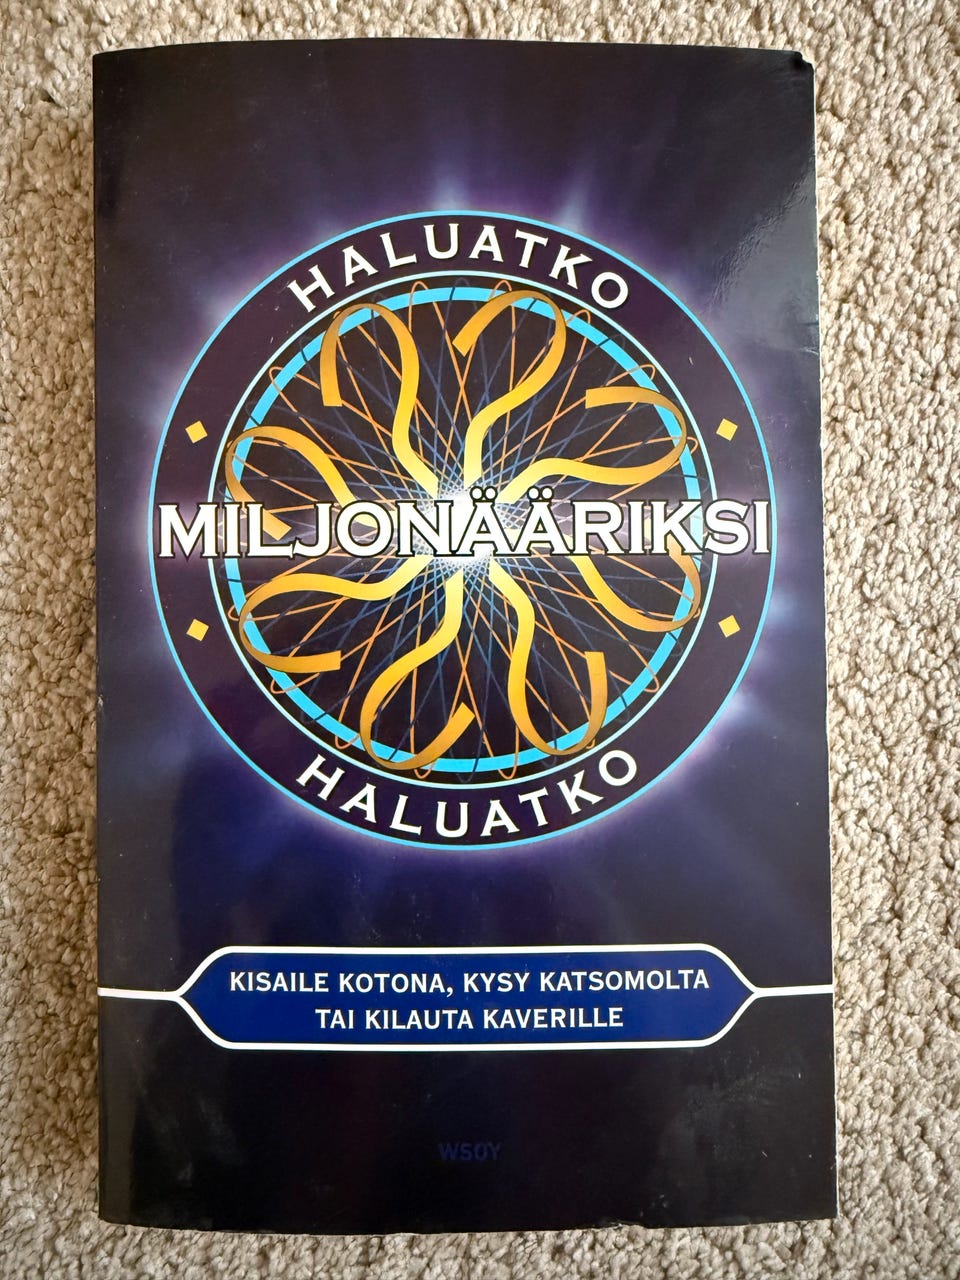 HALUATKO
MILJONÄÄRIKSI
HALUATKO
KISAILE KOTONA, KYSY KATSOMOLTA
TAI KILAUTA KAVERILLE
WSOY